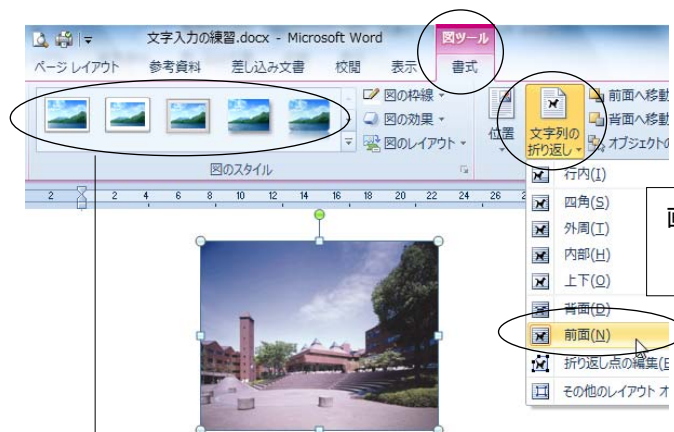 文字入力の練習.docx - Microsoft Word
図ツール
ページ レイアウト 参考資料 差し込み文書 校閲 表示 書式
図の枠線
図の効果
図のレイアウト
図のスタイル
位置
文字列の
折り返し
前面へ移動
背面へ移動
オブジェクトの
2 2 4 6 8 10 12 14 16 18 20 22 24 26
行内(I)
四角(S)
外周(T)
内部(H)
上下(O)
背面(D)
前面(N)
折り返し点の編集(E
その他のレイアウト オ